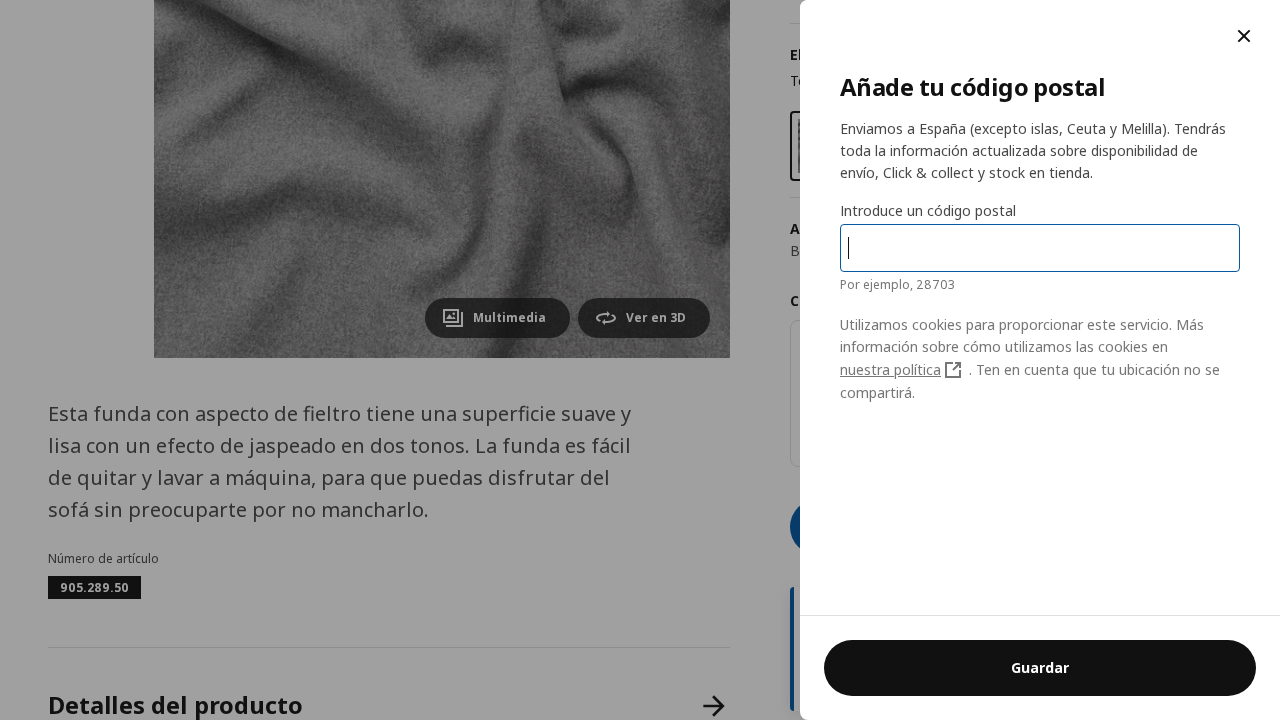 Multimedia
Ver en 3D
Esta funda con aspecto de fieltro tiene una superficie suave y
lisa con un efecto de jaspeado en dos tonos. La funda es fácil
de quitar y lavar a máquina, para que puedas disfrutar del
sofá sin preocuparte por no mancharlo.
Número de artículo
905.289.50
Detalles del producto
Añade tu código postal
Enviamos a España (excepto islas, Ceuta y Melilla). Tendrás
toda la información actualizada sobre disponibilidad de
envío, Click & collect y stock en tienda.
Introduce un código postal
Por ejemplo, 28703
Utilizamos cookies para proporcionar este servicio. Más
información sobre cómo utilizamos las cookies en
nuestra política . Ten en cuenta que tu ubicación no se
compartirá.
Guardar